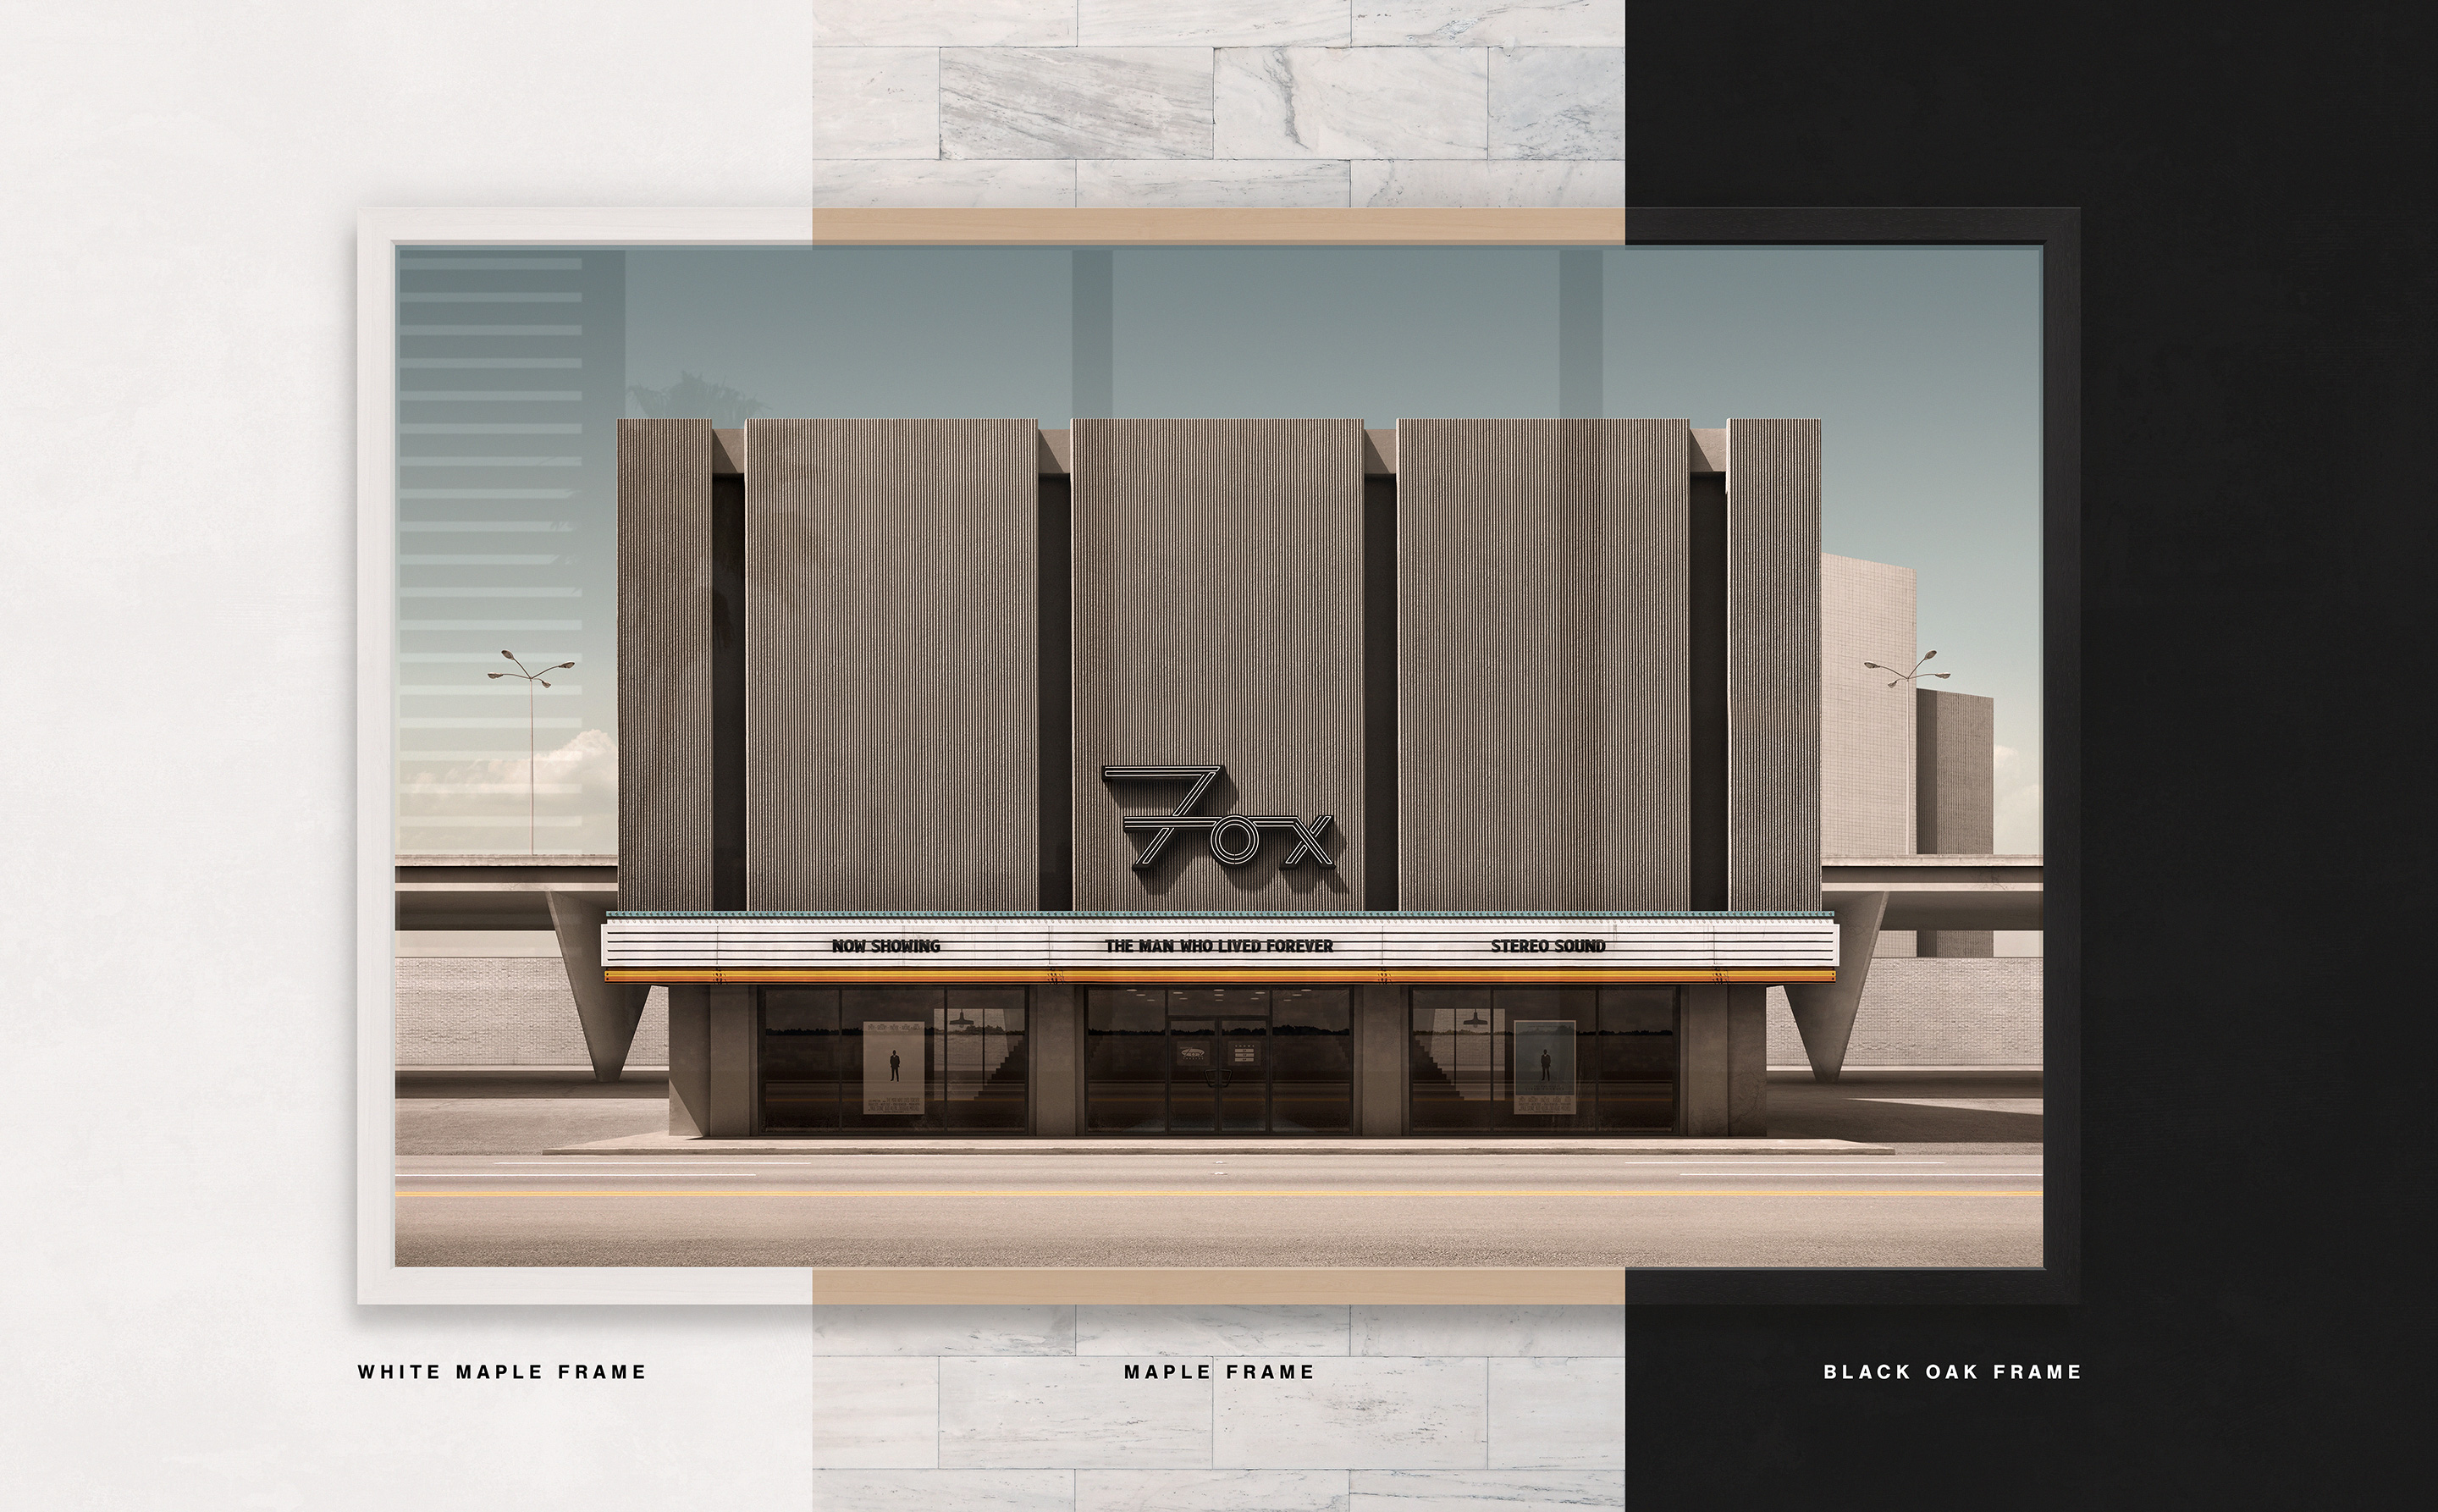 Fox
NOW SHOWING
THE MAN WHO LIVED FOREVER
STEREO SOUND
WHITE MAPLE FRAME
MAPLE FRAME
BLACK OAK FRAME